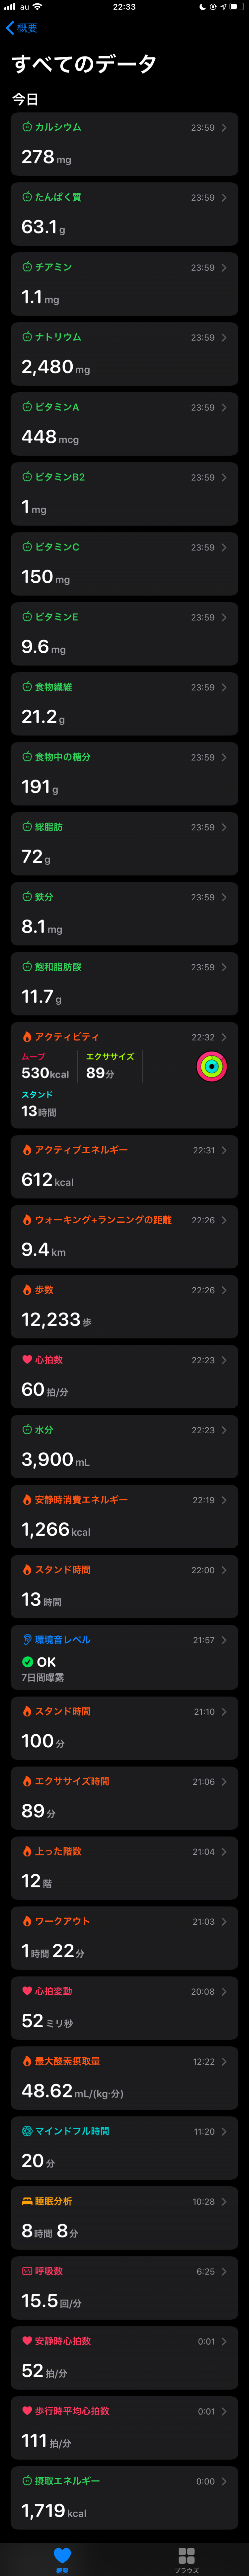 au 22:33
概要
すべてのデータ
今日
カルシウム 23:59
278 mg
たんぱく質 23:59
63.1 g
チアミン 23:59
1.1 mg
ナトリウム 23:59
2,480 mg
ビタミンA 23:59
448 mcg
ビタミンB2 23:59
1 mg
ビタミンC 23:59
150 mg
ビタミンE 23:59
9.6 mg
食物繊維 23:59
21.2 g
食物中の糖分 23:59
191 g
総脂肪 23:59
72 g
鉄分 23:59
8.1 mg
飽和脂肪酸 23:59
11.7 g
アクティビティ 22:32
ムーブ エクササイズ
530kcal 89分
スタンド
13時間
アクティブエネルギー 22:31
612 kcal
ウォーキング+ランニングの距離 22:26
9.4 km
歩数 22:26
12,233 歩
心拍数 22:23
60 拍/分
水分 22:23
3,900 mL
安静時消費エネルギー 22:19
1,266 kcal
スタンド時間 22:00
13 時間
環境音レベル 21:57
OK
7日間曝露
スタンド時間 21:10
100 分
エクササイズ時間 21:06
89 分
上った階数 21:04
12 階
ワークアウト 21:03
1時間 22分
心拍変動 20:08
52 ミリ秒
最大酸素摂取量 12:22
48.62 mL/(kg·分)
マインドフル時間 11:20
20 分
睡眠分析 10:28
8時間 8分
呼吸数 6:25
15.5 回/分
安静時心拍数 0:01
52 拍/分
歩行時平均心拍数 0:01
111 拍/分
摂取エネルギー 0:00
1,719 kcal
概要 ブラウズ